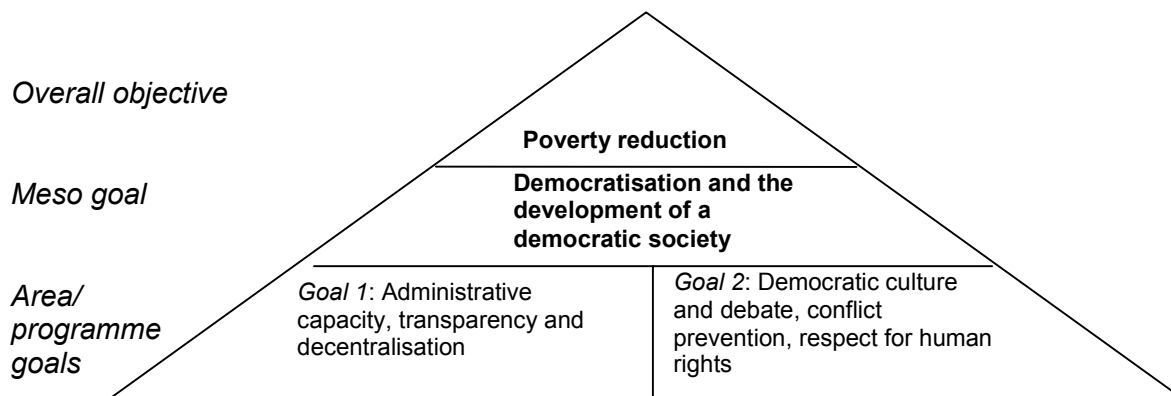 Overall objective
Poverty reduction
Meso goal
Democratisation and the
development of a
democratic society
Area/
programme
goals
Goal 1: Administrative
capacity, transparency and
decentralisation
Goal 2: Democratic culture
and debate, conflict
prevention, respect for human
rights